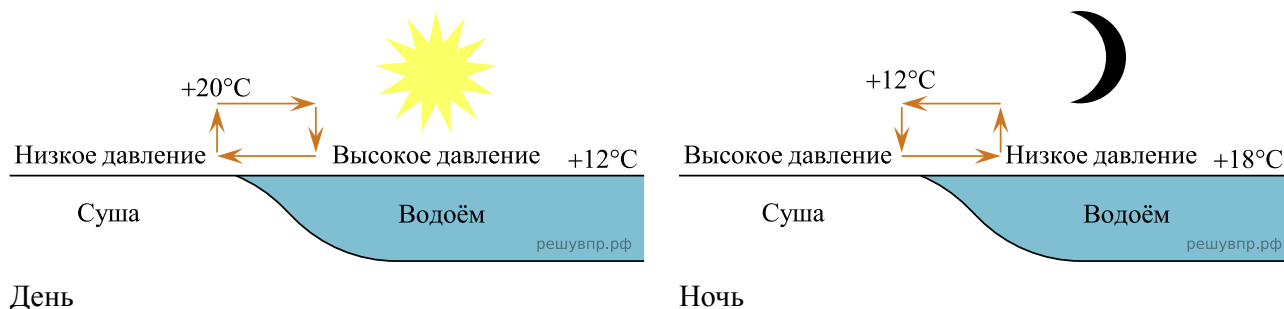 +20°C
Низкое давление
Высокое давление
+12°C
Суша
Водоём
решувпр.рф
День
+12°C
Высокое давление
Низкое давление
+18°C
Суша
Водоём
решувпр.рф
Ночь